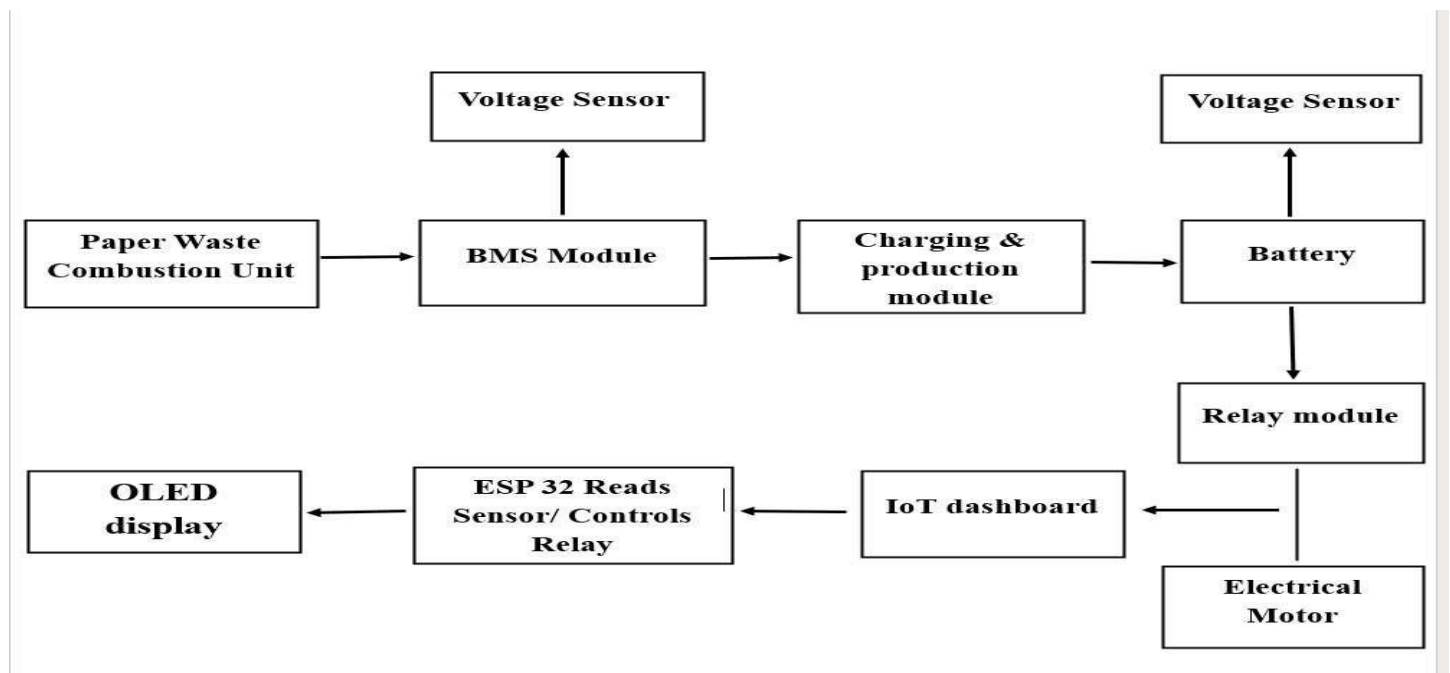 Voltage Sensor
Voltage Sensor
Paper Waste
Combustion Unit
BMS Module
Charging &
production
module
Battery
Relay module
OLED
display
ESP 32 Reads
Sensor/ Controls
Relay
IoT dashboard
Electrical
Motor